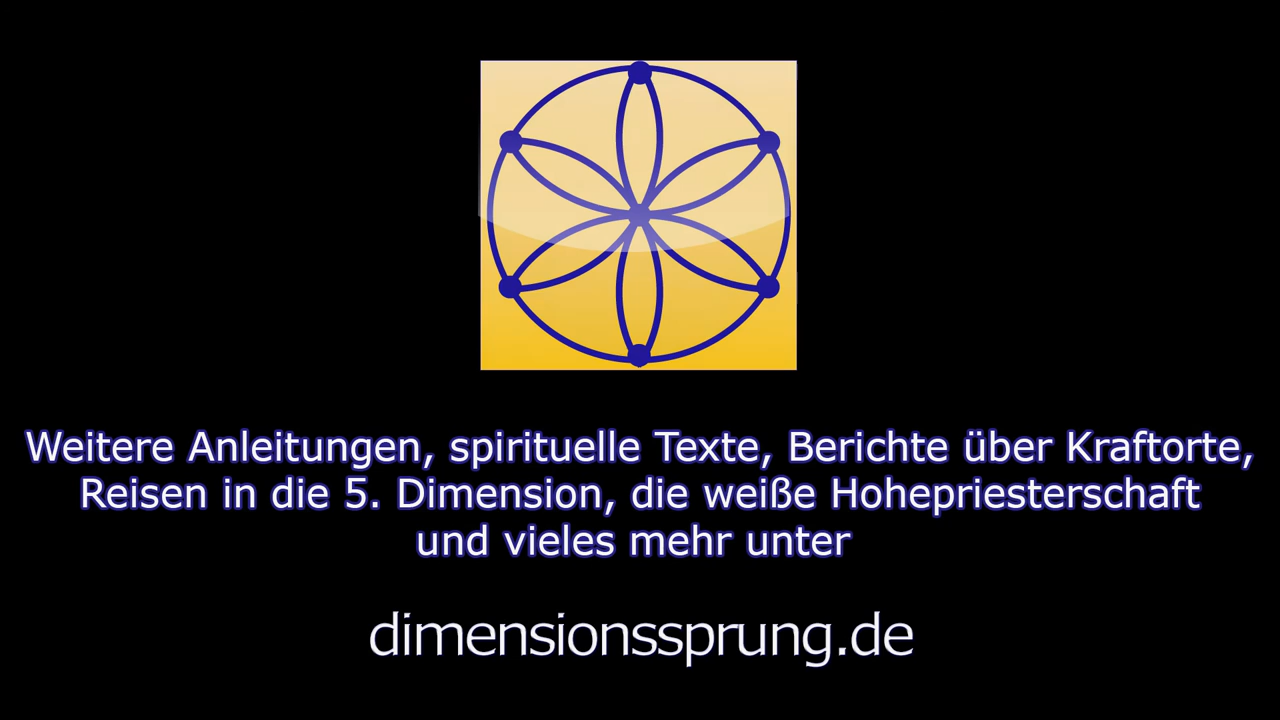 Weitere Anleitungen, spirituelle Texte, Berichte über Kraftorte,
Reisen in die 5. Dimension, die weiße Hohepriesterschaft
und vieles mehr unter
dimensionssprung.de